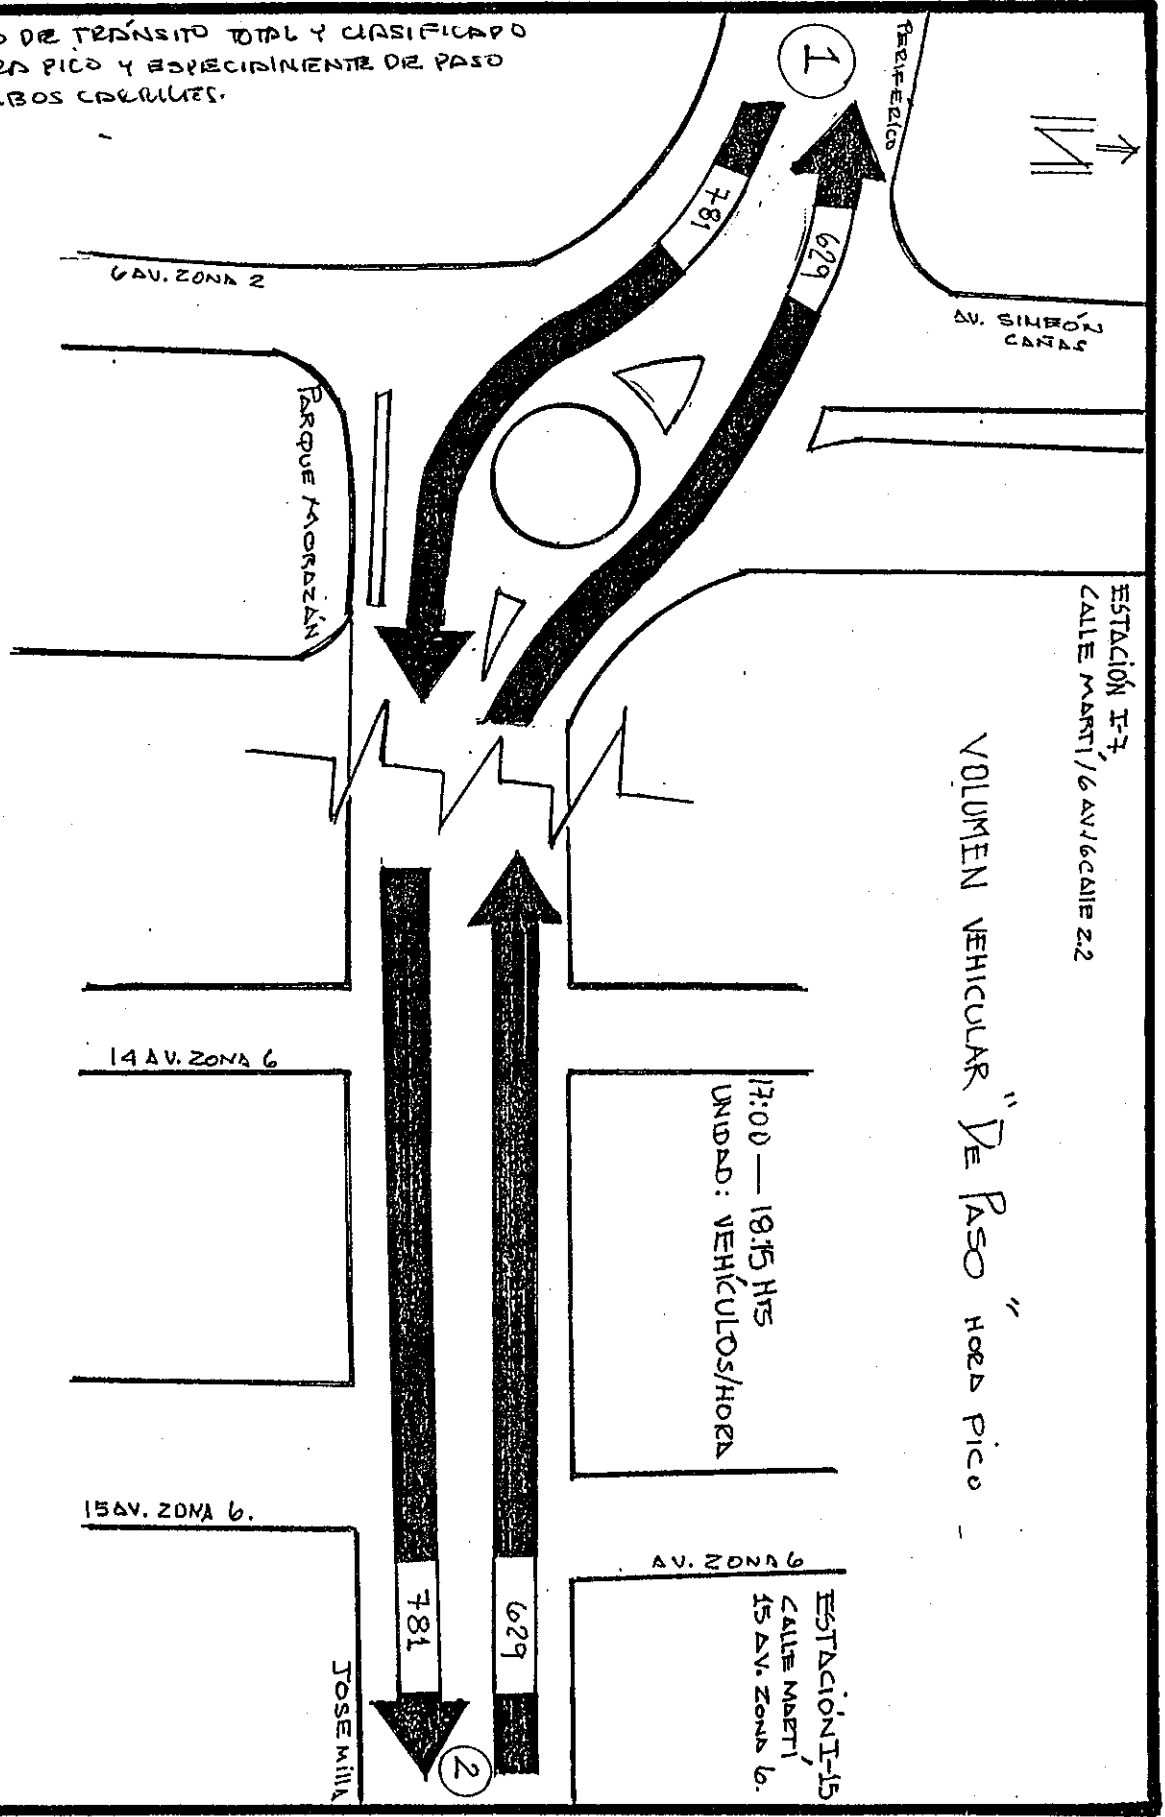 O DE TRÁNSITO TOTAL Y CLASIFICADO
RA PICO Y ESPECIALMENTE DE PASO
BOS CARRILES.
1
PERIFÉRICO
N
781
629
6 AV. ZONA 2
AV. SIMEÓN
CAÑAS
PARQUE MORAZÁN
ESTACIÓN I-7
CALLE MARTÍ/6 AV/6 CALLE Z.2
VOLUMEN VEHICULAR "DE PASO" HORA PICO
14 AV. ZONA 6
17:00 — 18:15 HTS
UNIDAD: VEHÍCULOS/HORA
15 AV. ZONA 6.
AV. ZONA 6
ESTACIÓN I-15
CALLE MARTÍ
15 AV. ZONA 6.
781
629
JOSE MILLA
2